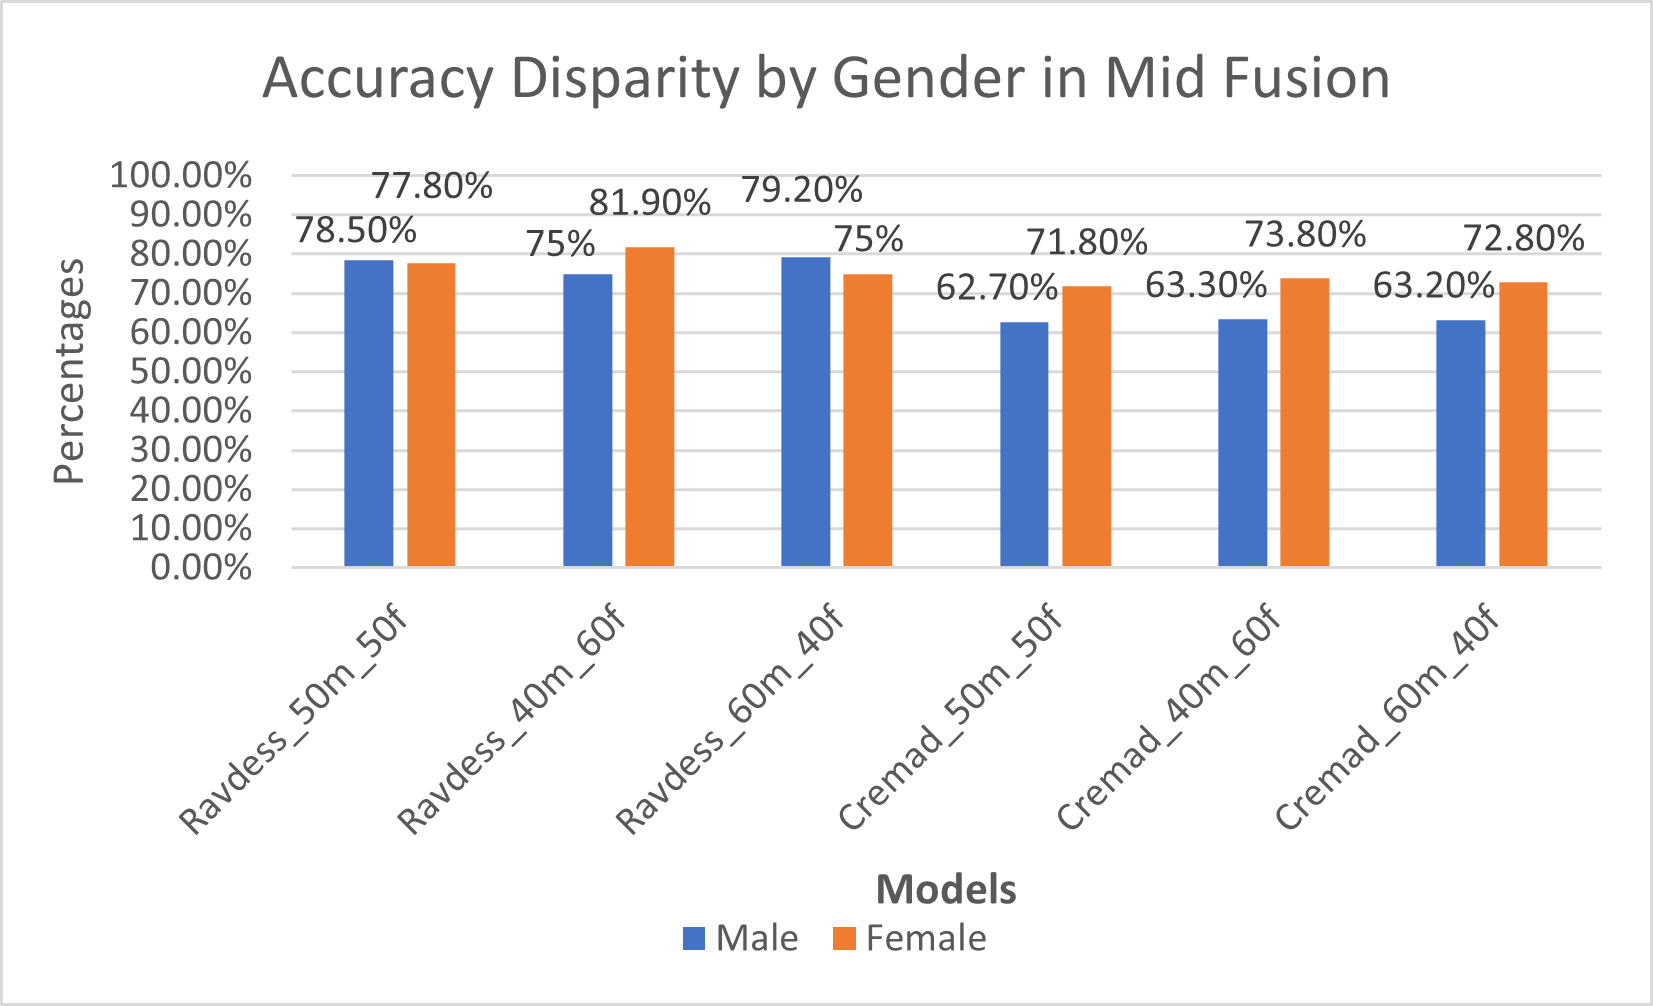 Accuracy Disparity by Gender in Mid Fusion
Percentages
100.00%
90.00%
80.00%
70.00%
60.00%
50.00%
40.00%
30.00%
20.00%
10.00%
0.00%
78.50%
77.80%
75%
81.90%
79.20%
75%
62.70%
71.80%
63.30%
73.80%
63.20%
72.80%
Ravdess_50m_50f
Ravdess_40m_60f
Ravdess_60m_40f
Cremad_50m_50f
Cremad_40m_60f
Cremad_60m_40f
Models
Male
Female